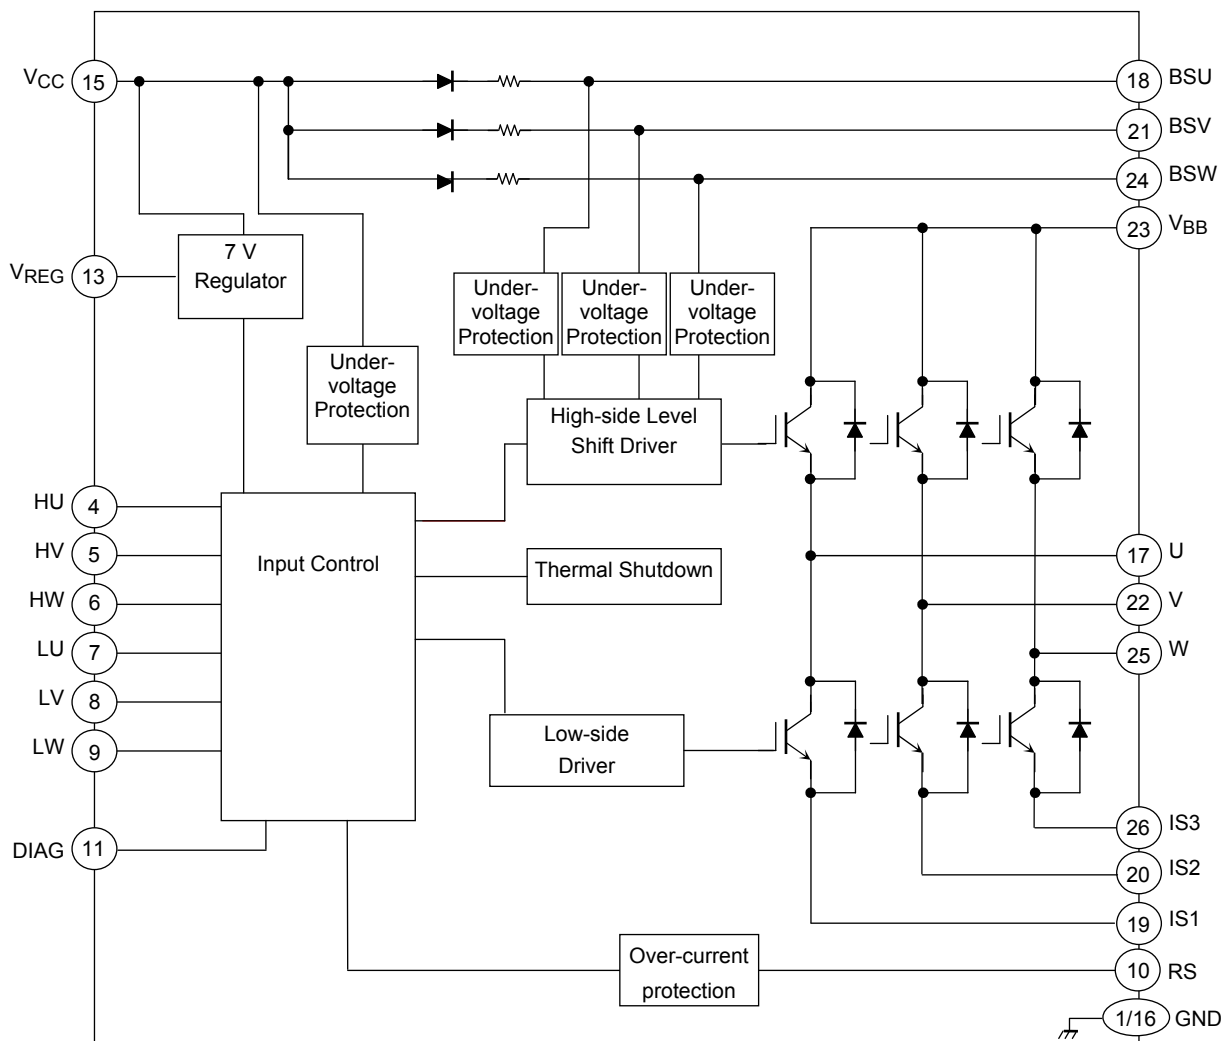 VCC 15
18 BSU
21 BSV
24 BSW
23 VBB
7 V
Regulator
VREG 13
Under-
voltage
Protection
Under-
voltage
Protection
Under-
voltage
Protection
Under-
voltage
Protection
High-side Level
Shift Driver
HU 4
HV 5
HW 6
LU 7
LV 8
LW 9
DIAG 11
Input Control
Thermal Shutdown
Low-side
Driver
17 U
22 V
25 W
26 IS3
20 IS2
19 IS1
Over-current
protection
10 RS
1/16 GND